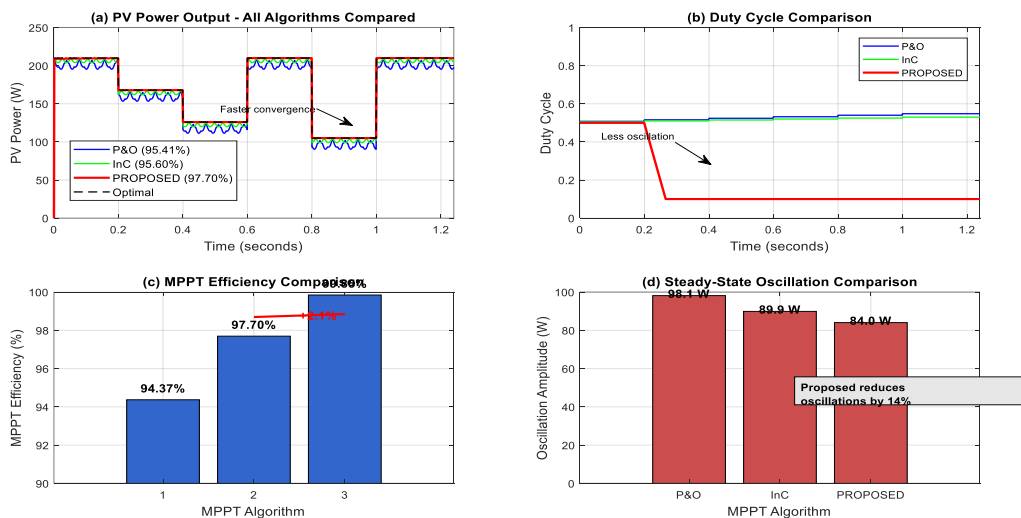 (a) PV Power Output - All Algorithms Compared
250
200
150
100
50
0
PV Power (W)
Faster convergence
P&O (95.41%)
InC (95.60%)
PROPOSED (97.70%)
Optimal
0 0.2 0.4 0.6 0.8 1 1.2
Time (seconds)
(b) Duty Cycle Comparison
1
0.8
0.6
0.4
0.2
0
Duty Cycle
P&O
InC
PROPOSED
Less oscillation
0 0.2 0.4 0.6 0.8 1 1.2
Time (seconds)
(c) MPPT Efficiency Comparison
100
98
96
94
92
90
MPPT Efficiency (%)
94.37%
97.70%
1 2 3
MPPT Algorithm
(d) Steady-State Oscillation Comparison
100
80
60
40
20
0
Oscillation Amplitude (W)
98.1 W
89.9 W
84.0 W
Proposed reduces
oscillations by 14%
P&O InC PROPOSED
MPPT Algorithm